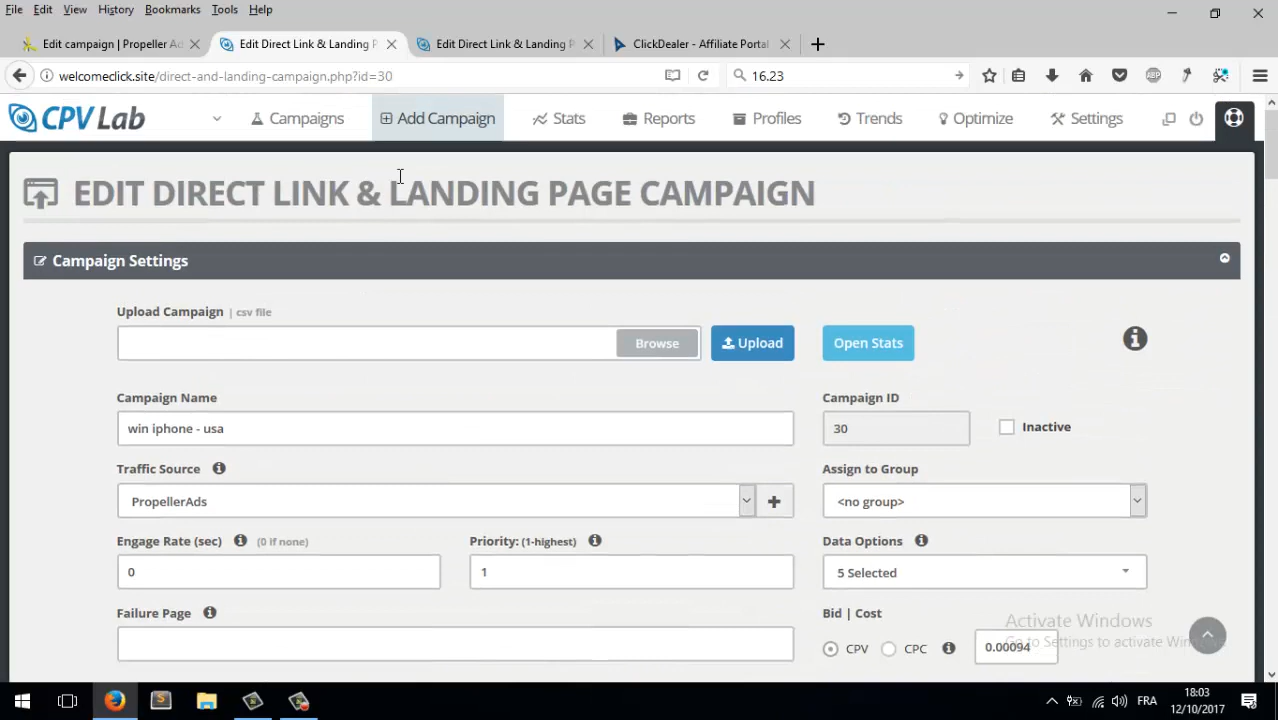 File Edit View History Bookmarks Tools Help
Edit campaign | Propeller Ad Edit Direct Link & Landing P Edit Direct Link & Landing P ClickDealer - Affiliate Portal
welcomeclick.site/direct-and-landing-campaign.php?id=30 16.23 ABP
CPV Lab Campaigns Add Campaign Stats Reports Profiles Trends Optimize Settings
EDIT DIRECT LINK & LANDING PAGE CAMPAIGN
Campaign Settings
Upload Campaign | csv file
Browse Upload Open Stats
Campaign Name Campaign ID
win iphone - usa 30 Inactive
Traffic Source Assign to Group
PropellerAds <no group>
Engage Rate (sec) (0 if none) Priority: (1-highest) Data Options
0 1 5 Selected
Failure Page Bid | Cost
Activate Windows
Go to Settings to activate Win
CPV CPC 0.00094
FRA 18:03
12/10/2017